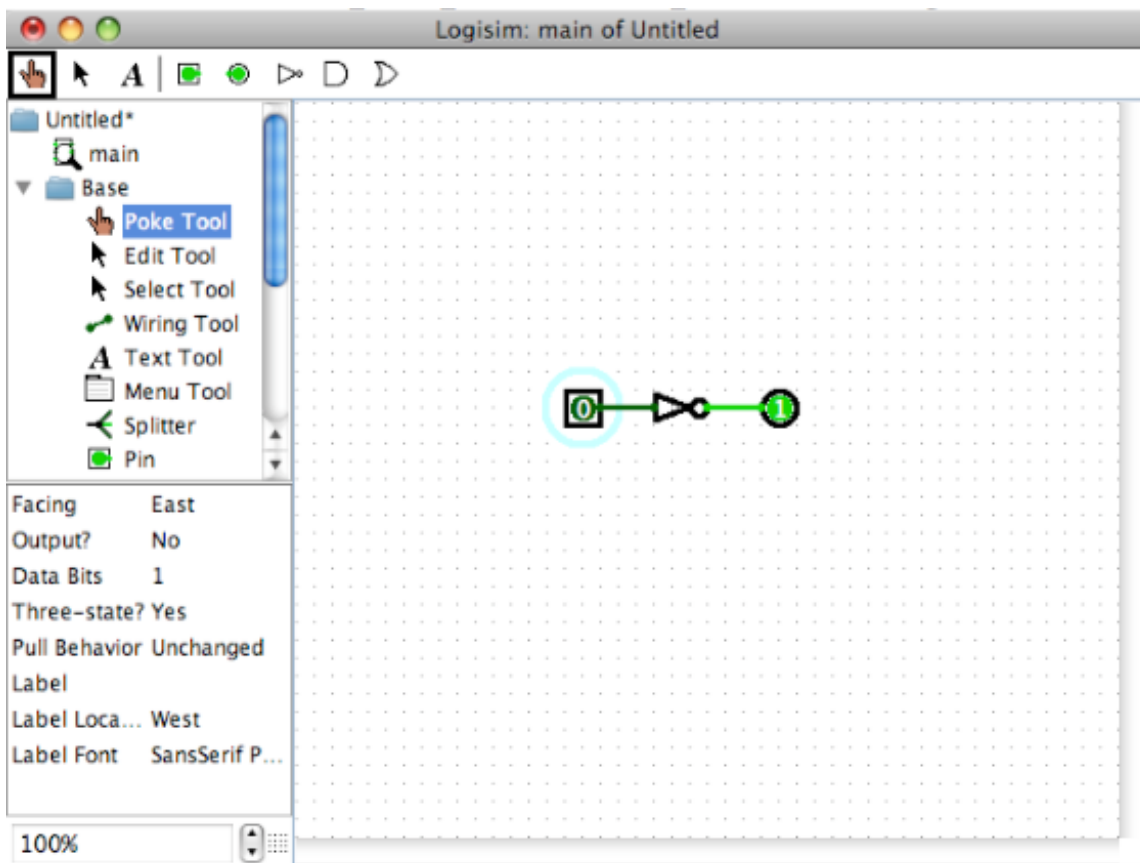 Logisim: main of Untitled
A
Untitled*
main
Base
Poke Tool
Edit Tool
Select Tool
Wiring Tool
A Text Tool
Menu Tool
Splitter
Pin
0 1
Facing East
Output? No
Data Bits 1
Three-state? Yes
Pull Behavior Unchanged
Label
Label Loca... West
Label Font SansSerif P...
100%